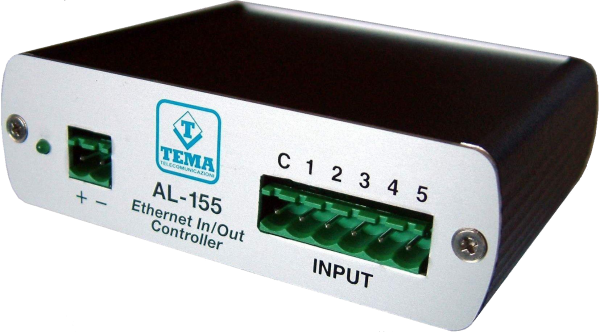 T
TEMA
TELECOMUNICAZIONI
AL-155
Ethernet In/Out
Controller
+ −
C 1 2 3 4 5
INPUT